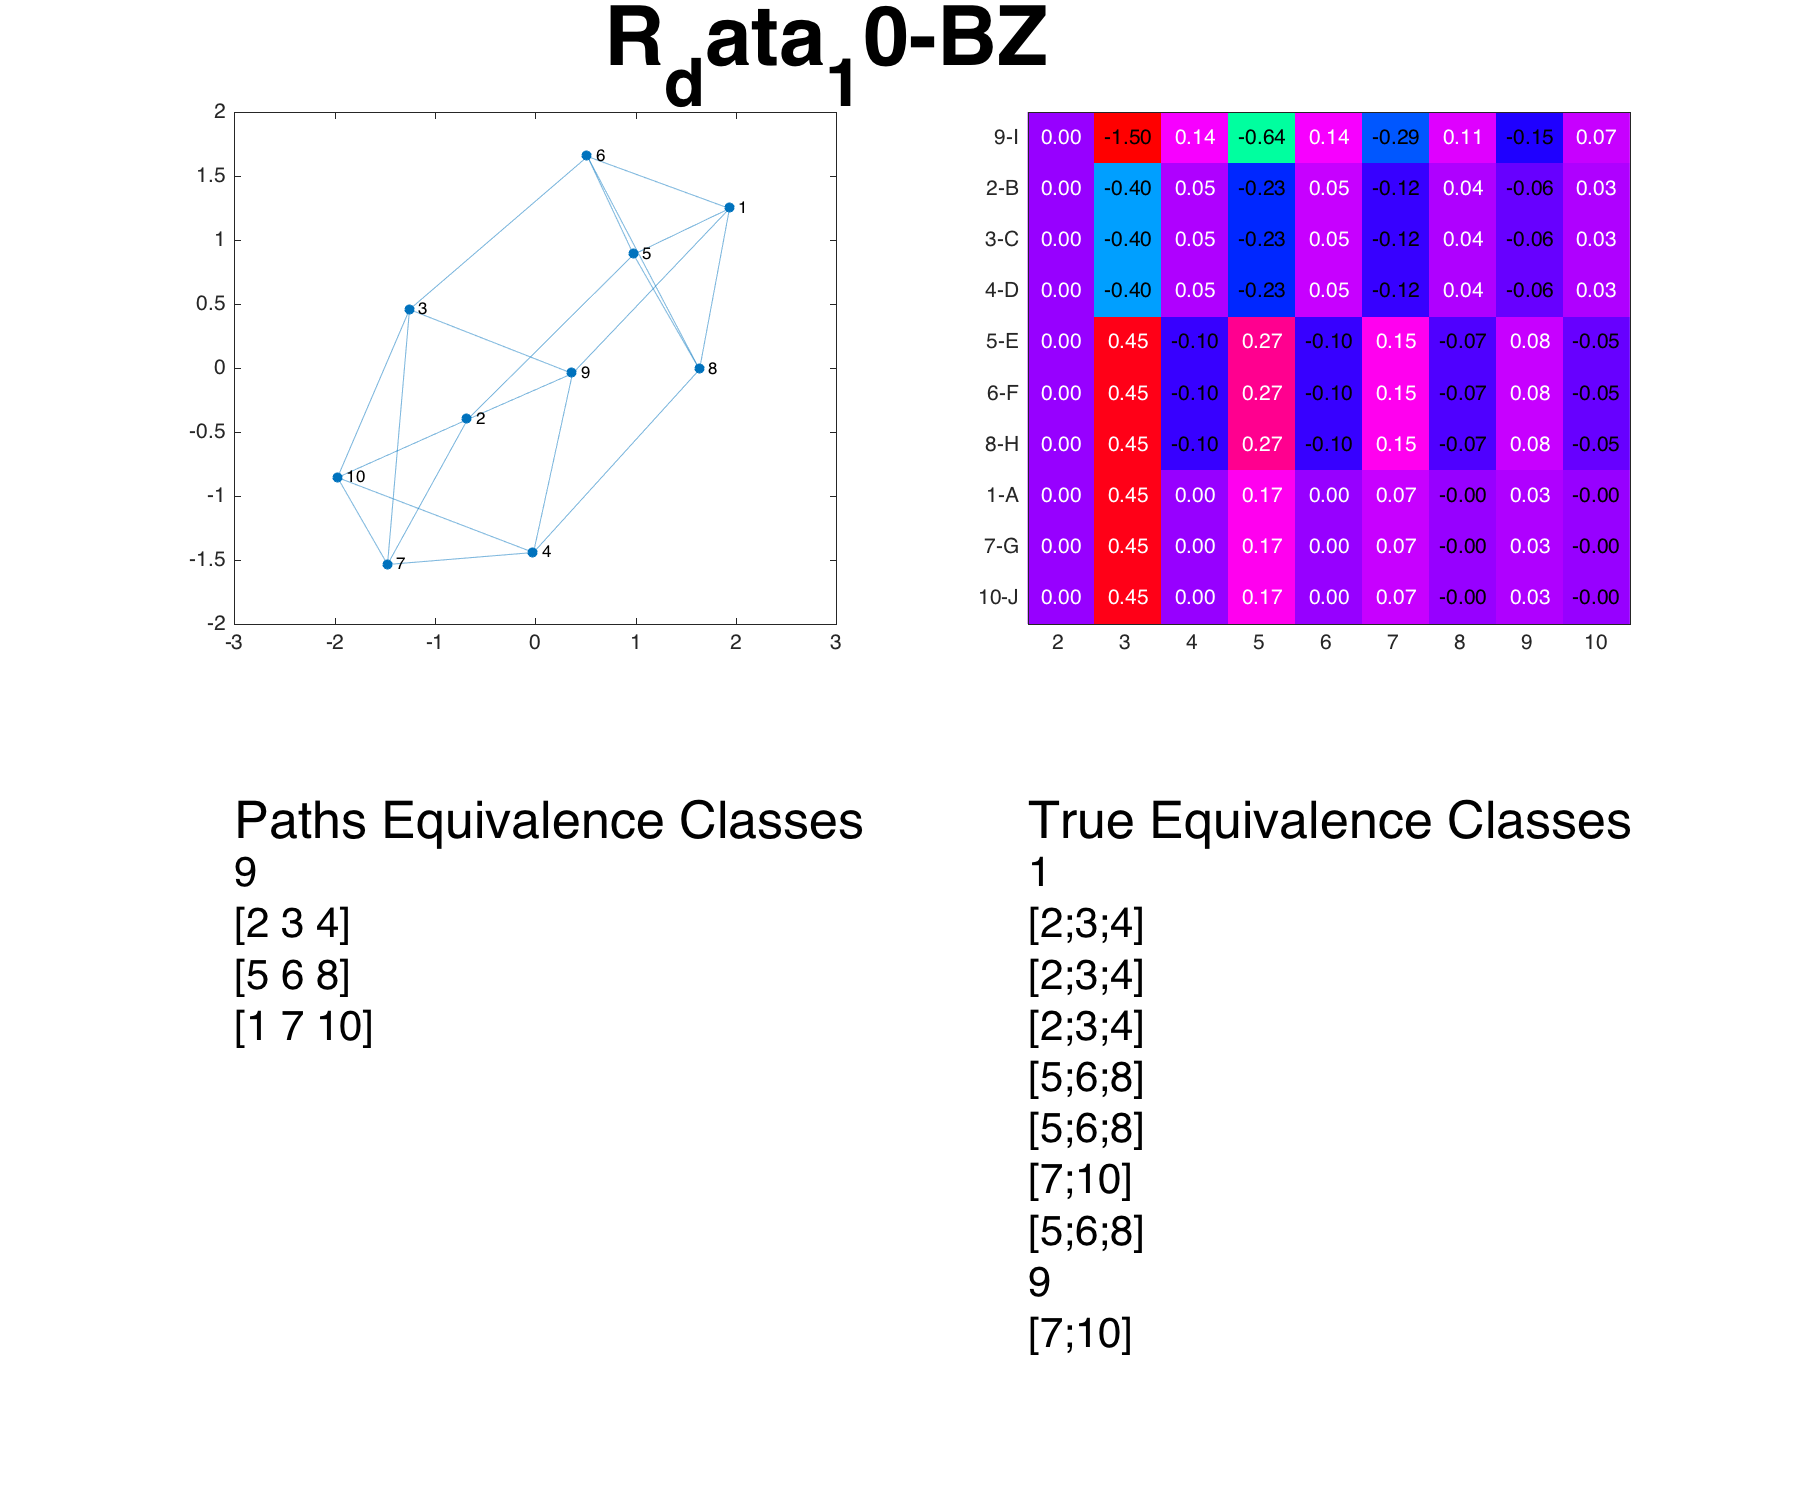 Rdata10-BZ
2
1.5
1
0.5
0
-0.5
-1
-1.5
-2
-3 -2 -1 0 1 2 3
6
1
5
3
9
8
2
10
4
7
9-I 0.00 -1.50 0.14 -0.64 0.14 -0.29 0.11 -0.15 0.07
2-B 0.00 -0.40 0.05 -0.23 0.05 -0.12 0.04 -0.06 0.03
3-C 0.00 -0.40 0.05 -0.23 0.05 -0.12 0.04 -0.06 0.03
4-D 0.00 -0.40 0.05 -0.23 0.05 -0.12 0.04 -0.06 0.03
5-E 0.00 0.45 -0.10 0.27 -0.10 0.15 -0.07 0.08 -0.05
6-F 0.00 0.45 -0.10 0.27 -0.10 0.15 -0.07 0.08 -0.05
8-H 0.00 0.45 -0.10 0.27 -0.10 0.15 -0.07 0.08 -0.05
1-A 0.00 0.45 0.00 0.17 0.00 0.07 -0.00 0.03 -0.00
7-G 0.00 0.45 0.00 0.17 0.00 0.07 -0.00 0.03 -0.00
10-J 0.00 0.45 0.00 0.17 0.00 0.07 -0.00 0.03 -0.00
2 3 4 5 6 7 8 9 10
Paths Equivalence Classes
9
[2 3 4]
[5 6 8]
[1 7 10]
True Equivalence Classes
1
[2;3;4]
[2;3;4]
[2;3;4]
[5;6;8]
[5;6;8]
[7;10]
[5;6;8]
9
[7;10]